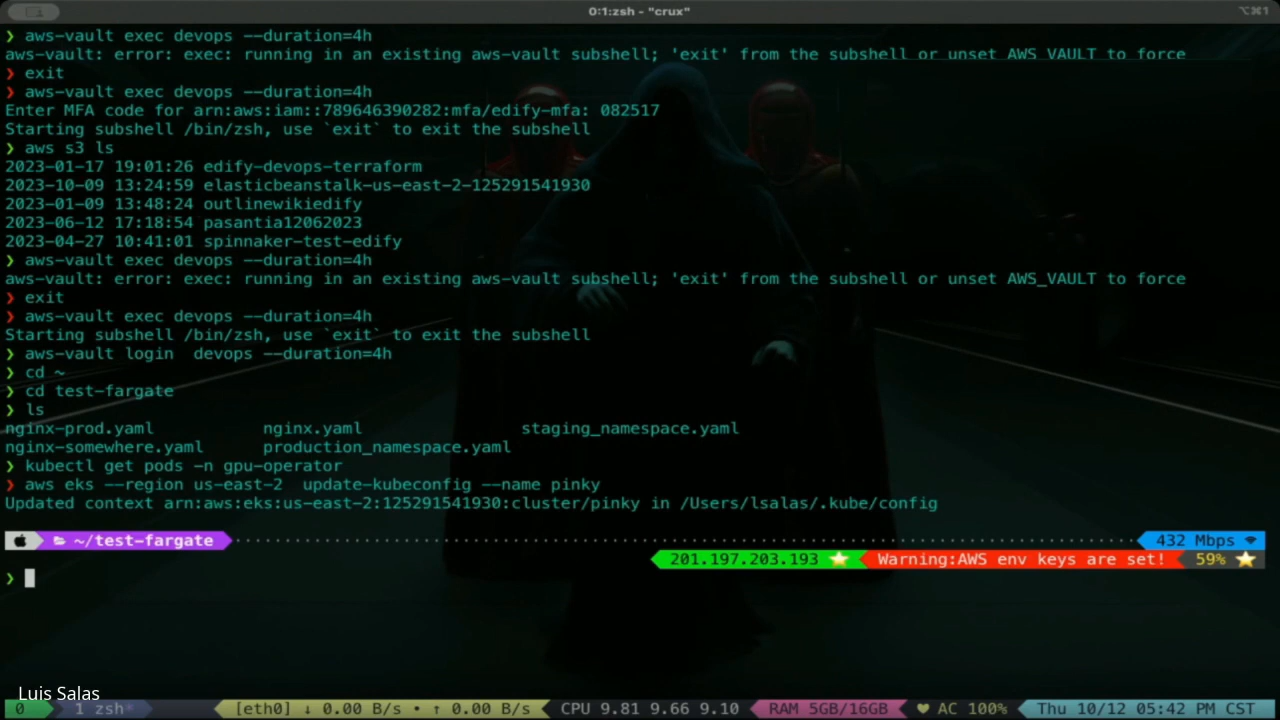 0:1:zsh - "crux"
⌥⌘1
❯ aws-vault exec devops --duration=4h
aws-vault: error: exec: running in an existing aws-vault subshell; 'exit' from the subshell or unset AWS_VAULT to force
❯ exit
❯ aws-vault exec devops --duration=4h
Enter MFA code for arn:aws:iam::789646390282:mfa/edify-mfa: 082517
Starting subshell /bin/zsh, use `exit` to exit the subshell
❯ aws s3 ls
2023-01-17 19:01:26 edify-devops-terraform
2023-10-09 13:24:59 elasticbeanstalk-us-east-2-125291541930
2023-01-09 13:48:24 outlinewikiedify
2023-06-12 17:18:54 pasantia12062023
2023-04-27 10:41:01 spinnaker-test-edify
❯ aws-vault exec devops --duration=4h
aws-vault: error: exec: running in an existing aws-vault subshell; 'exit' from the subshell or unset AWS_VAULT to force
❯ exit
❯ aws-vault exec devops --duration=4h
Starting subshell /bin/zsh, use `exit` to exit the subshell
❯ aws-vault login  devops --duration=4h
❯ cd ~
❯ cd test-fargate
❯ ls
nginx-prod.yaml nginx.yaml staging_namespace.yaml
nginx-somewhere.yaml production_namespace.yaml
❯ kubectl get pods -n gpu-operator
❯ aws eks --region us-east-2  update-kubeconfig --name pinky
Updated context arn:aws:eks:us-east-2:125291541930:cluster/pinky in /Users/lsalas/.kube/config
~/test-fargate 432 Mbps
201.197.203.193 Warning:AWS env keys are set! 59%
❯
Luis Salas
0 1 zsh* [eth0] ↓ 0.00 B/s • ↑ 0.00 B/s CPU 9.81 9.66 9.10 RAM 5GB/16GB ♥ AC 100% Thu 10/12 05:42 PM CST